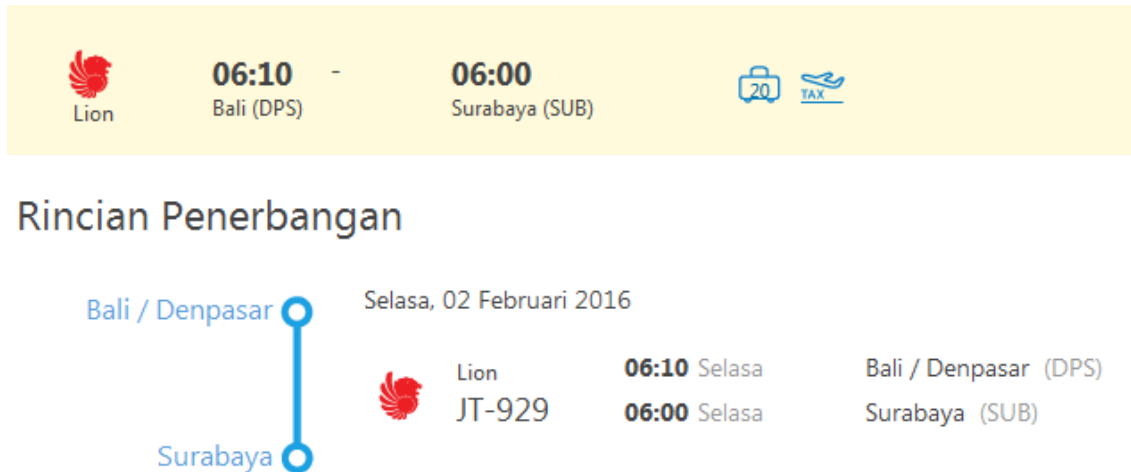 06:10 - 06:00
Lion Bali (DPS) Surabaya (SUB) 20 TAX
Rincian Penerbangan
Bali / Denpasar Selasa, 02 Februari 2016
Lion 06:10 Selasa Bali / Denpasar (DPS)
JT-929 06:00 Selasa Surabaya (SUB)
Surabaya